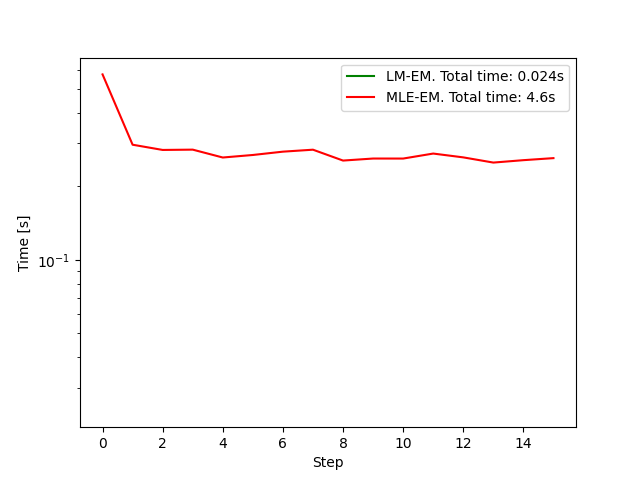 LM-EM. Total time: 0.024s
MLE-EM. Total time: 4.6s
Time [s]
10⁻¹
0 2 4 6 8 10 12 14
Step